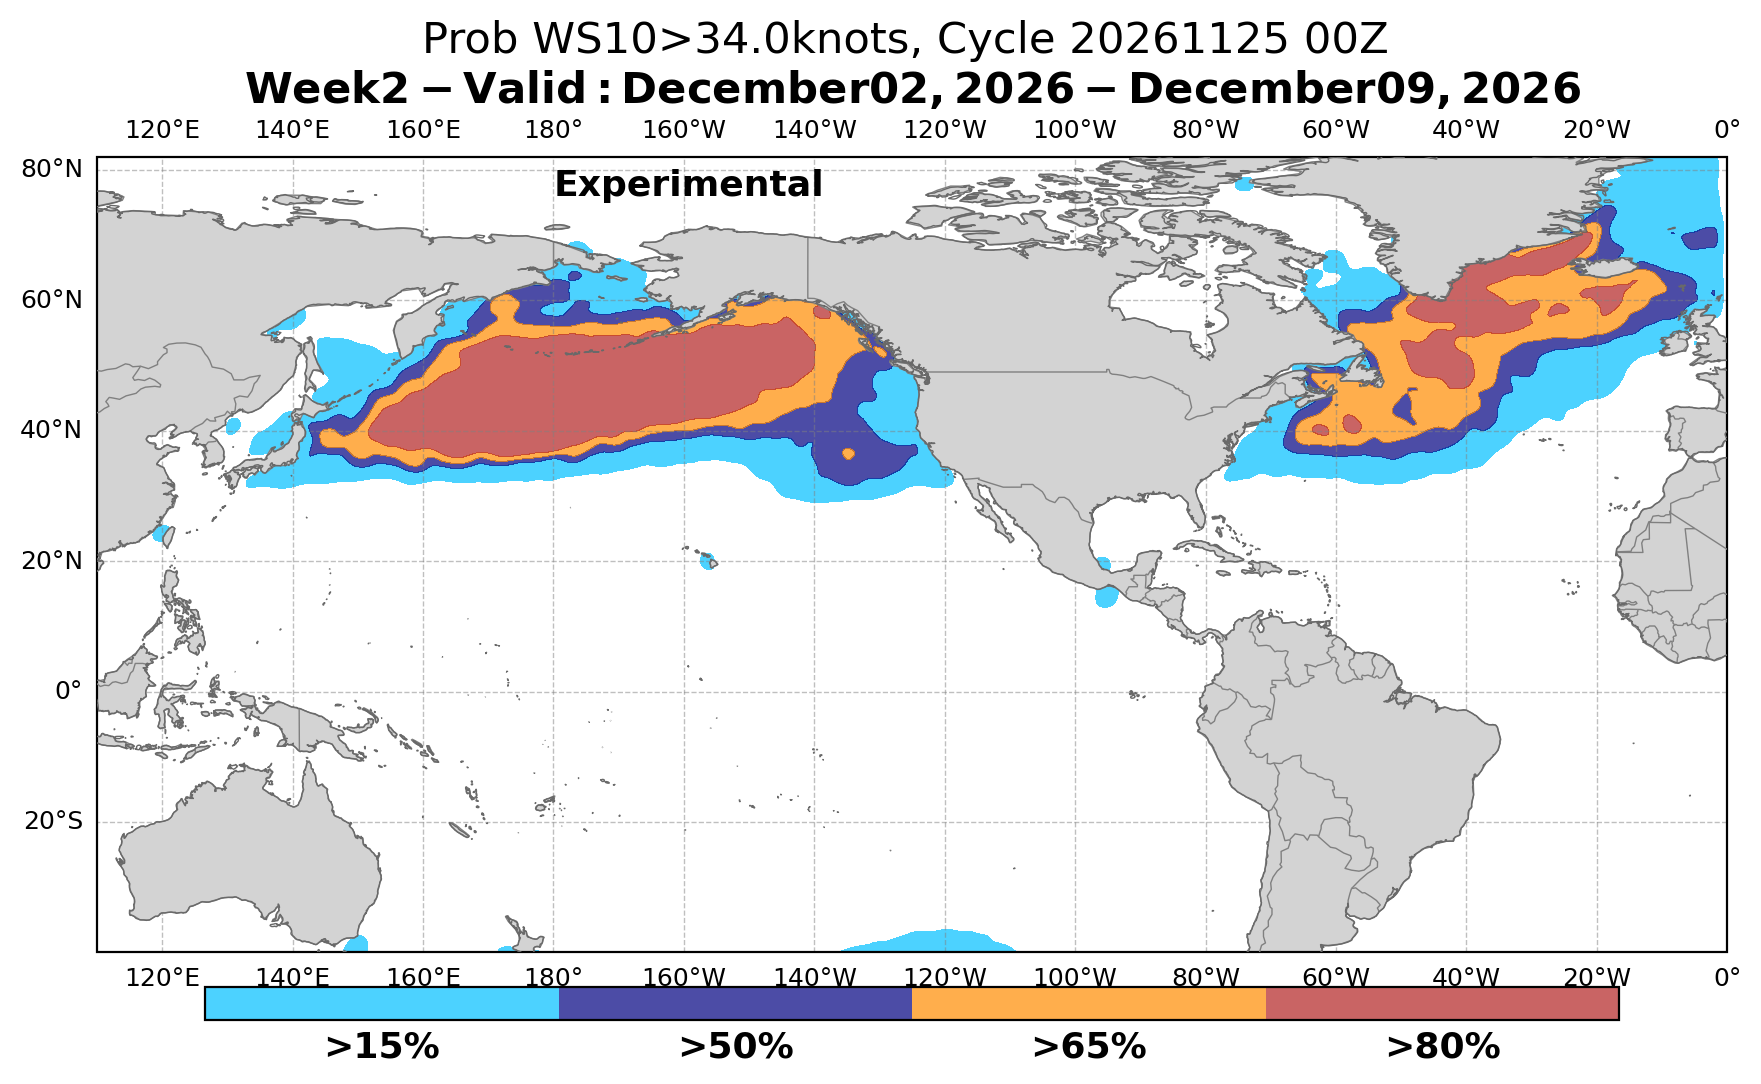 Prob WS10>34.0knots, Cycle 20261125 00Z
Week2 − Valid : December02, 2026 − December09, 2026
120°E 140°E 160°E 180° 160°W 140°W 120°W 100°W 80°W 60°W 40°W 20°W 0°
80°N
Experimental
60°N
40°N
20°N
0°
20°S
120°E 140°E 160°E 180° 160°W 140°W 120°W 100°W 80°W 60°W 40°W 20°W 0°
>15% >50% >65% >80%